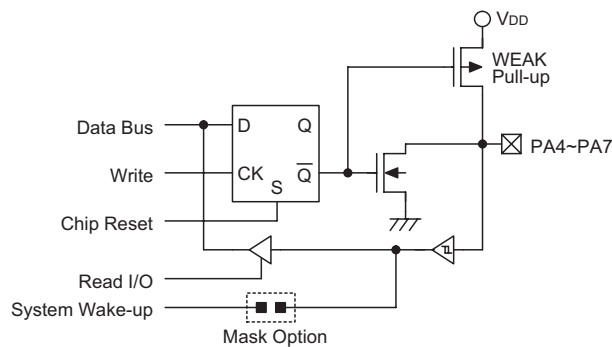 VDD
WEAK
Pull-up
Data Bus
D
Q
PA4~PA7
Write
CK
Q
S
Chip Reset
Read I/O
System Wake-up
Mask Option